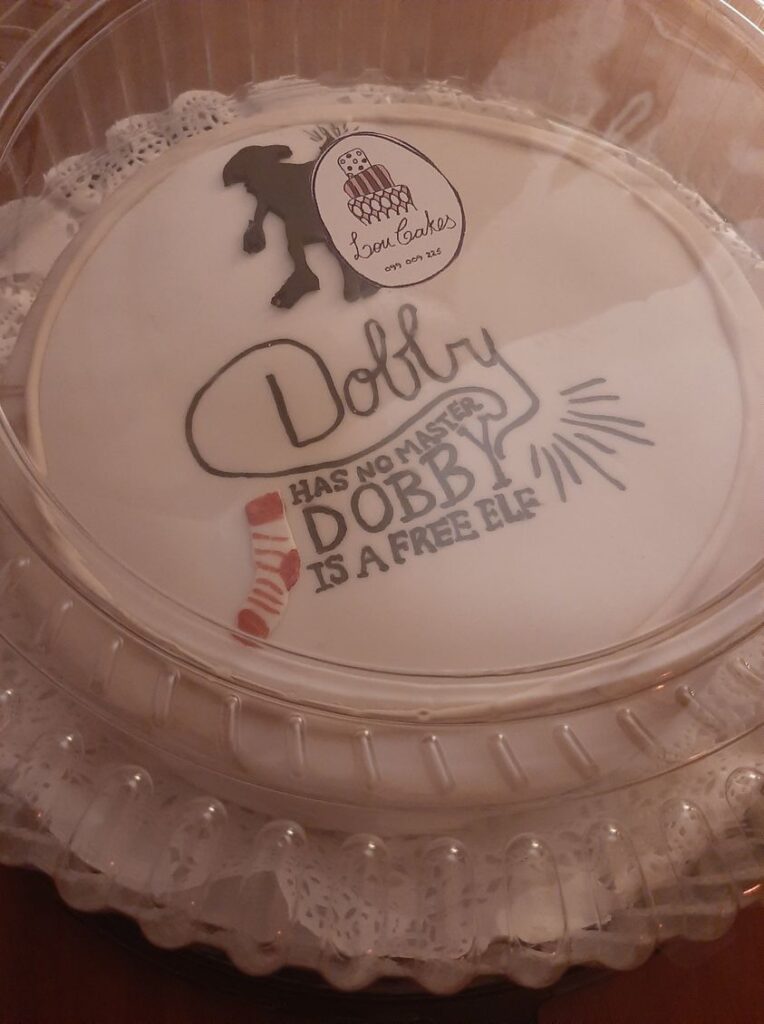 Lou Cakes
099 009 225
Dobby
HAS NO MASTER
DOBBY
IS A FREE ELF